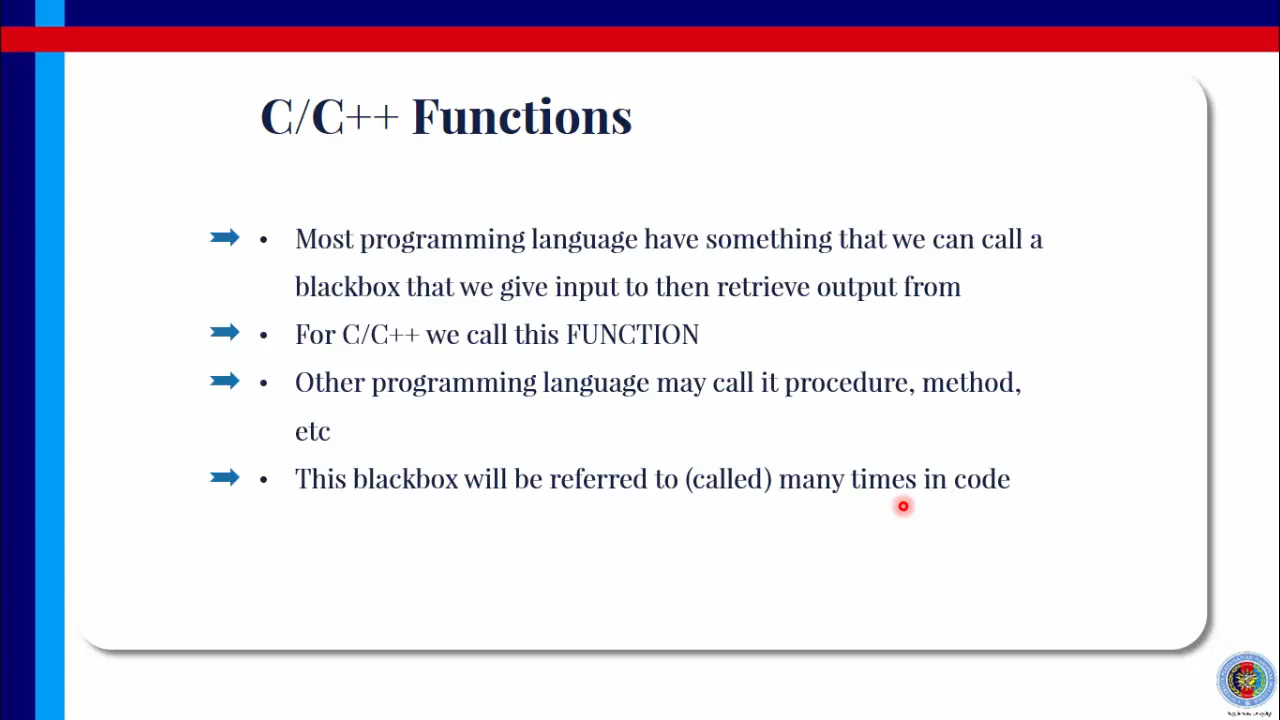 C/C++ Functions
• Most programming language have something that we can call a
blackbox that we give input to then retrieve output from
• For C/C++ we call this FUNCTION
• Other programming language may call it procedure, method,
etc
• This blackbox will be referred to (called) many times in code